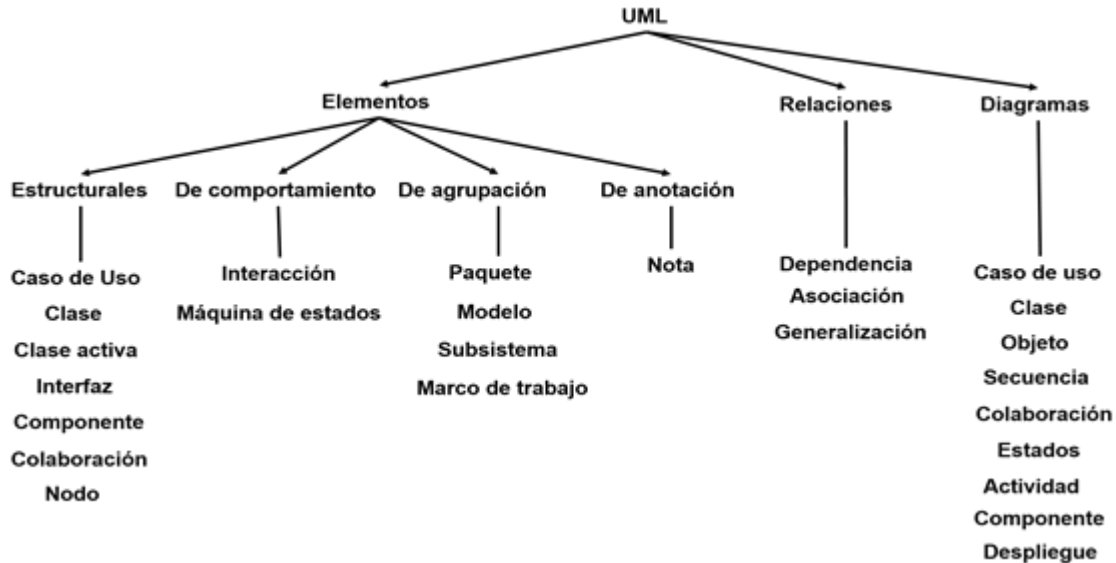 UML
Elementos
Relaciones
Diagramas
Estructurales
De comportamiento
De agrupación
De anotación
Caso de Uso
Clase
Clase activa
Interfaz
Componente
Colaboración
Nodo
Interacción
Máquina de estados
Paquete
Modelo
Subsistema
Marco de trabajo
Nota
Dependencia
Asociación
Generalización
Caso de uso
Clase
Objeto
Secuencia
Colaboración
Estados
Actividad
Componente
Despliegue